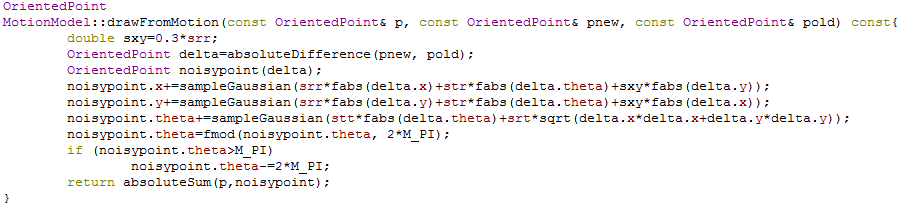 OrientedPoint
MotionModel::drawFromMotion(const OrientedPoint& p, const OrientedPoint& pnew, const OrientedPoint& pold) const{
double sxy=0.3*srr;
OrientedPoint delta=absoluteDifference(pnew, pold);
OrientedPoint noisypoint(delta);
noisypoint.x+=sampleGaussian(srr*fabs(delta.x)+str*fabs(delta.theta)+sxy*fabs(delta.y));
noisypoint.y+=sampleGaussian(srr*fabs(delta.y)+str*fabs(delta.theta)+sxy*fabs(delta.x));
noisypoint.theta+=sampleGaussian(stt*fabs(delta.theta)+srt*sqrt(delta.x*delta.x+delta.y*delta.y));
noisypoint.theta=fmod(noisypoint.theta, 2*M_PI);
if (noisypoint.theta>M_PI)
noisypoint.theta-=2*M_PI;
return absoluteSum(p,noisypoint);
}